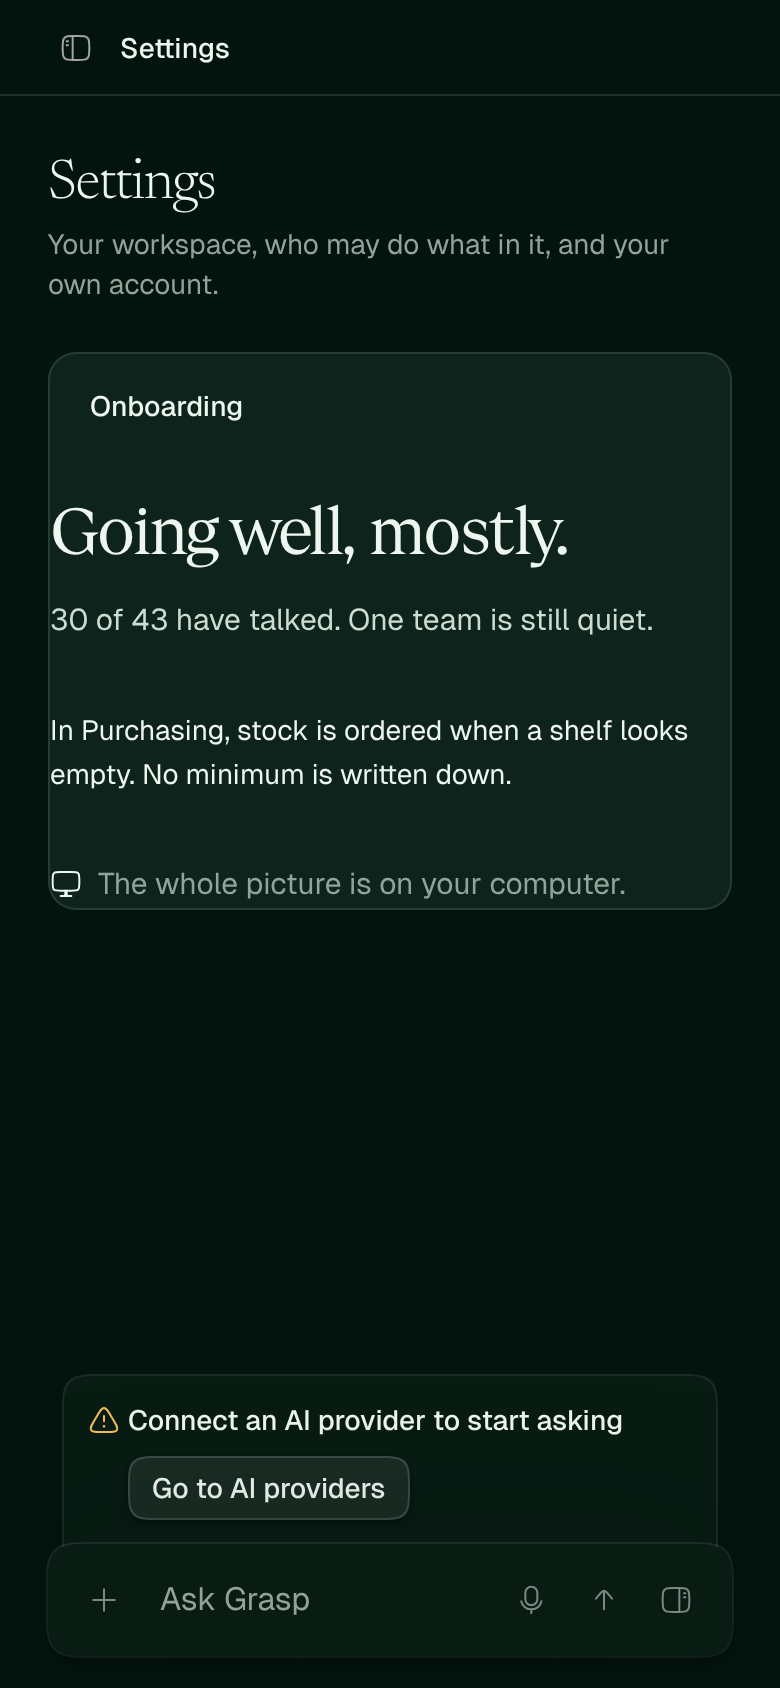 Settings
Settings
Your workspace, who may do what in it, and your
own account.
Onboarding
Going well, mostly.
30 of 43 have talked. One team is still quiet.
In Purchasing, stock is ordered when a shelf looks
empty. No minimum is written down.
The whole picture is on your computer.
Connect an AI provider to start asking
Go to AI providers
Ask Grasp